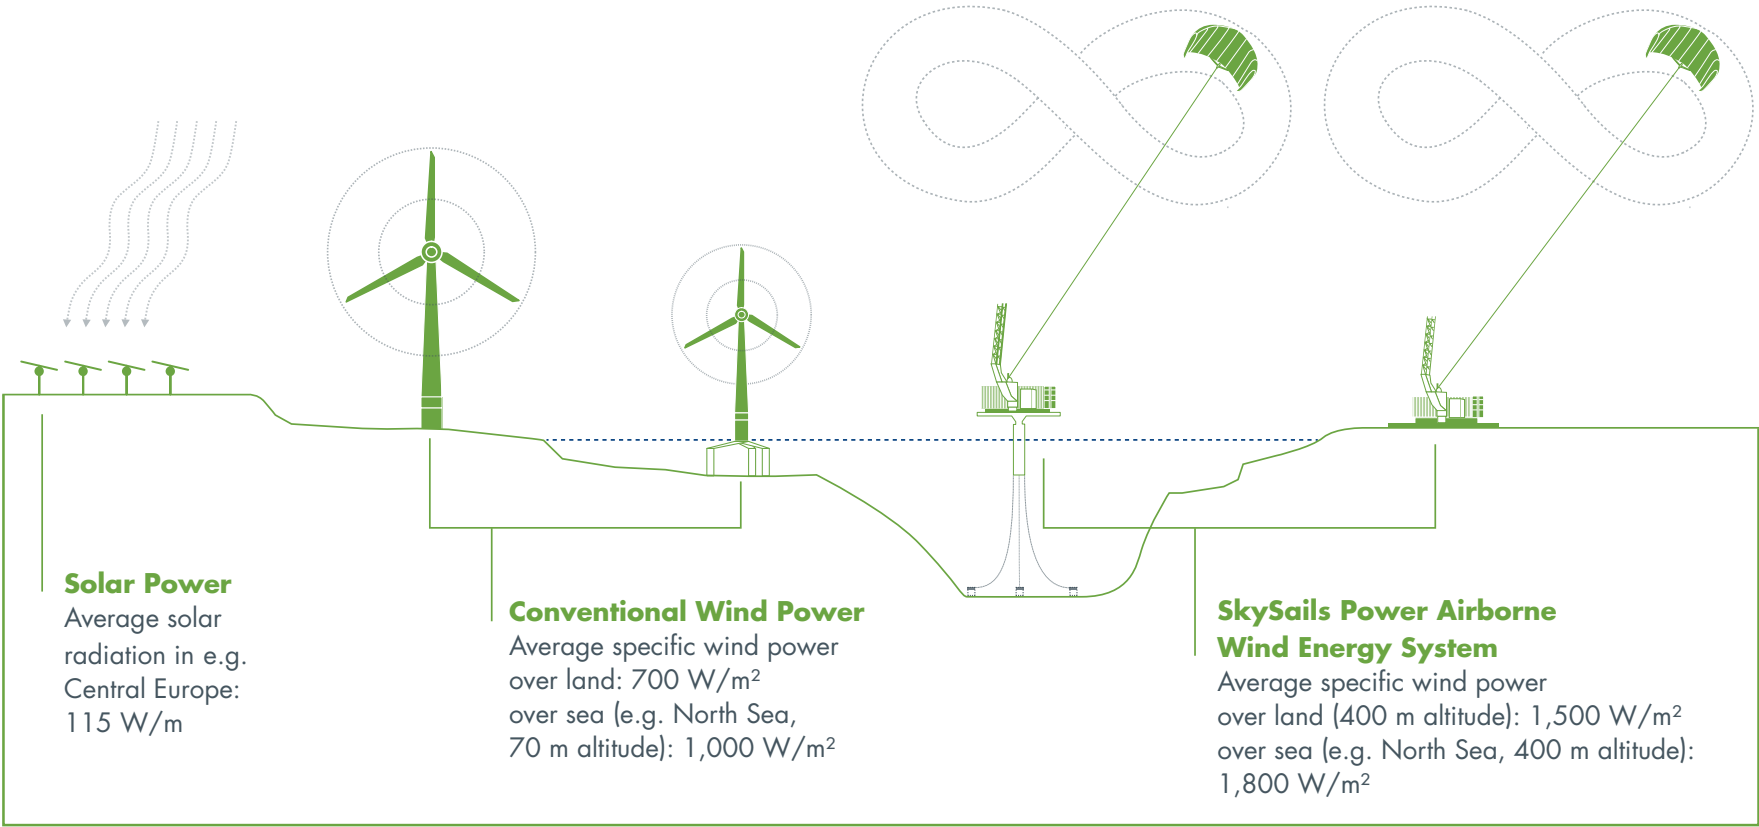 Solar Power
Average solar
radiation in e.g.
Central Europe:
115 W/m
Conventional Wind Power
Average specific wind power
over land: 700 W/m²
over sea (e.g. North Sea,
70 m altitude): 1,000 W/m²
SkySails Power Airborne
Wind Energy System
Average specific wind power
over land (400 m altitude): 1,500 W/m²
over sea (e.g. North Sea, 400 m altitude):
1,800 W/m²